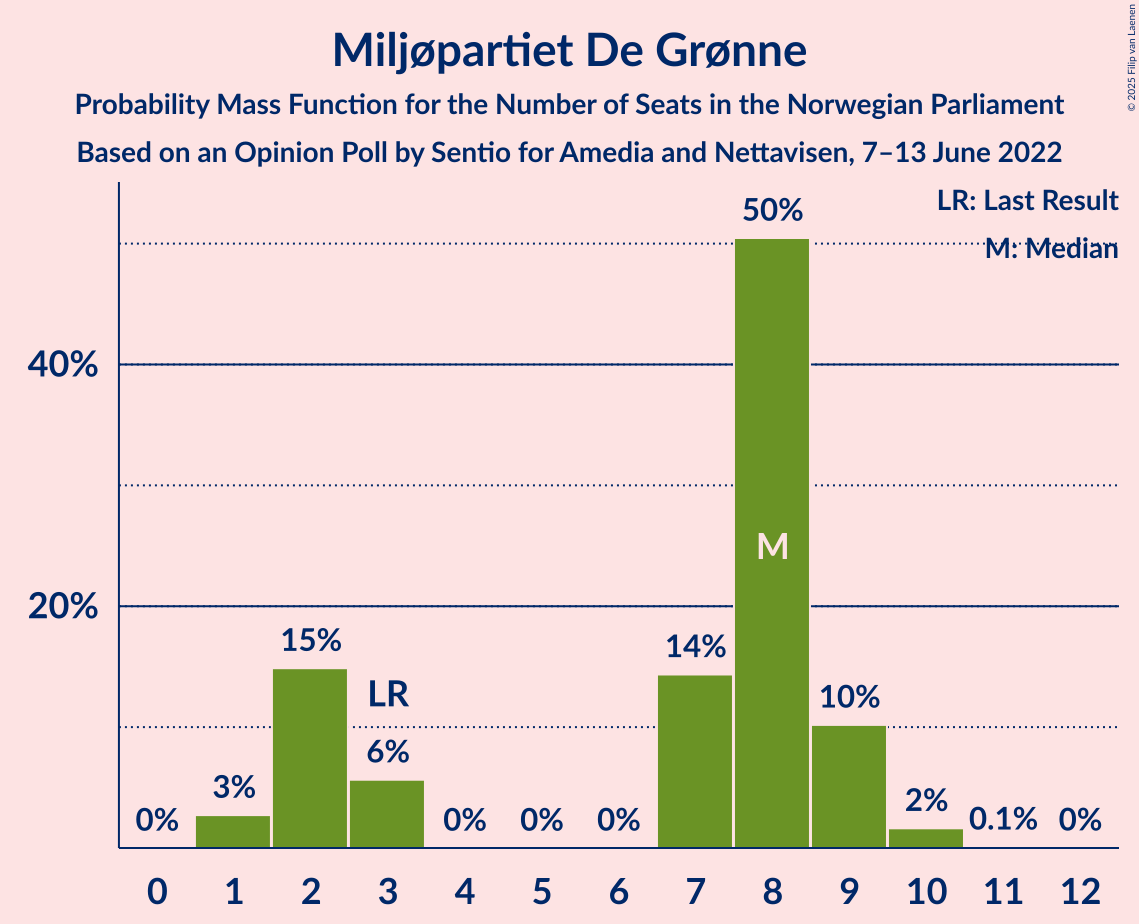 Miljøpartiet De Grønne
Probability Mass Function for the Number of Seats in the Norwegian Parliament
Based on an Opinion Poll by Sentio for Amedia and Nettavisen, 7–13 June 2022
© 2025 Filip van Laenen
LR: Last Result
M: Median
40%
20%
0%
3%
15%
LR
6%
0%
0%
0%
14%
50%
M
10%
2%
0.1%
0%
0 1 2 3 4 5 6 7 8 9 10 11 12